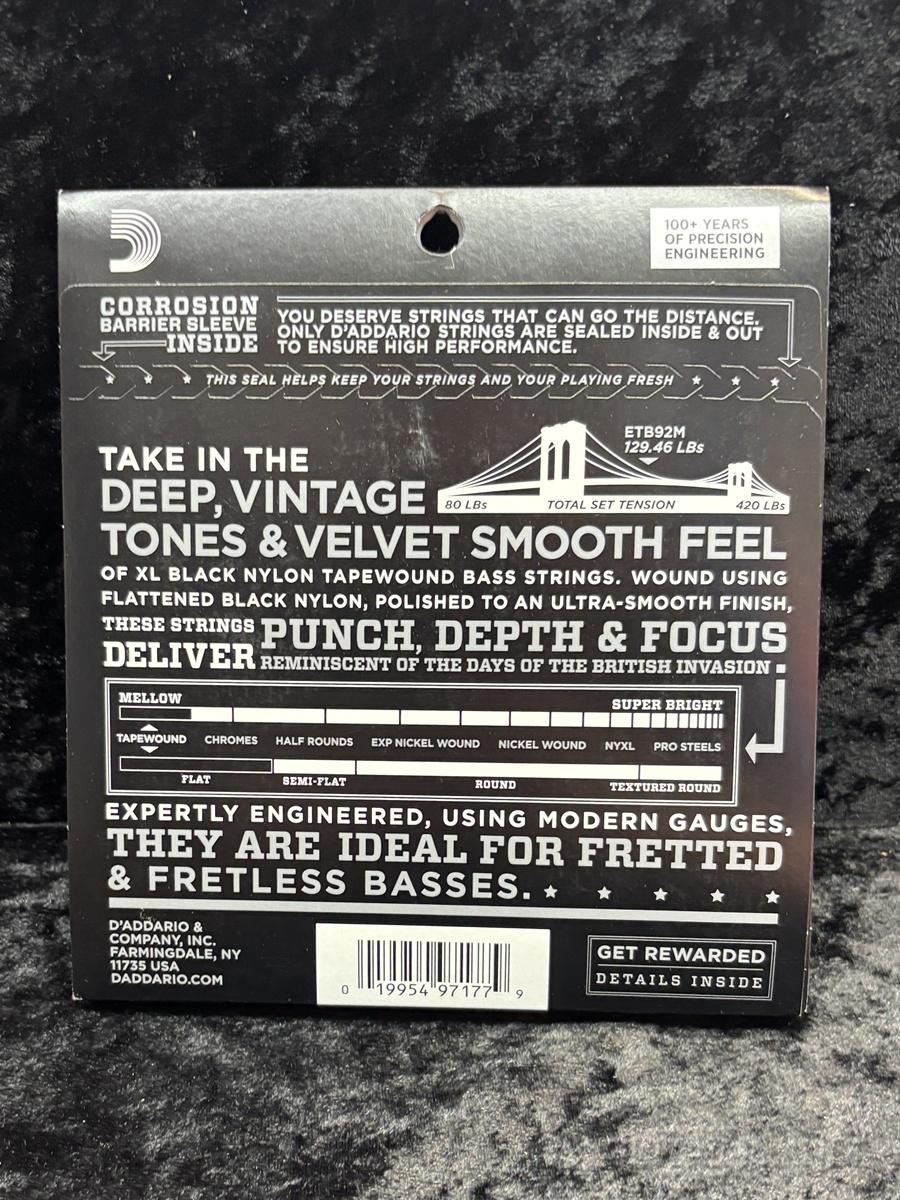 100+ YEARS
OF PRECISION
ENGINEERING
CORROSION
BARRIER SLEEVE
INSIDE
YOU DESERVE STRINGS THAT CAN GO THE DISTANCE.
ONLY D'ADDARIO STRINGS ARE SEALED INSIDE & OUT
TO ENSURE HIGH PERFORMANCE.
THIS SEAL HELPS KEEP YOUR STRINGS AND YOUR PLAYING FRESH
ETB92M
129.46 LBs
80 LBs TOTAL SET TENSION 420 LBs
TAKE IN THE
DEEP, VINTAGE
TONES & VELVET SMOOTH FEEL
OF XL BLACK NYLON TAPEWOUND BASS STRINGS. WOUND USING
FLATTENED BLACK NYLON, POLISHED TO AN ULTRA-SMOOTH FINISH,
THESE STRINGS
DELIVER
PUNCH, DEPTH & FOCUS
REMINISCENT OF THE DAYS OF THE BRITISH INVASION
MELLOW SUPER BRIGHT
TAPEWOUND CHROMES HALF ROUNDS EXP NICKEL WOUND NICKEL WOUND NYXL PRO STEELS
FLAT SEMI-FLAT ROUND TEXTURED ROUND
EXPERTLY ENGINEERED, USING MODERN GAUGES,
THEY ARE IDEAL FOR FRETTED
& FRETLESS BASSES.
D'ADDARIO &
COMPANY, INC.
FARMINGDALE, NY
11735 USA
DADDARIO.COM
0 19954 97177 9
GET REWARDED
DETAILS INSIDE